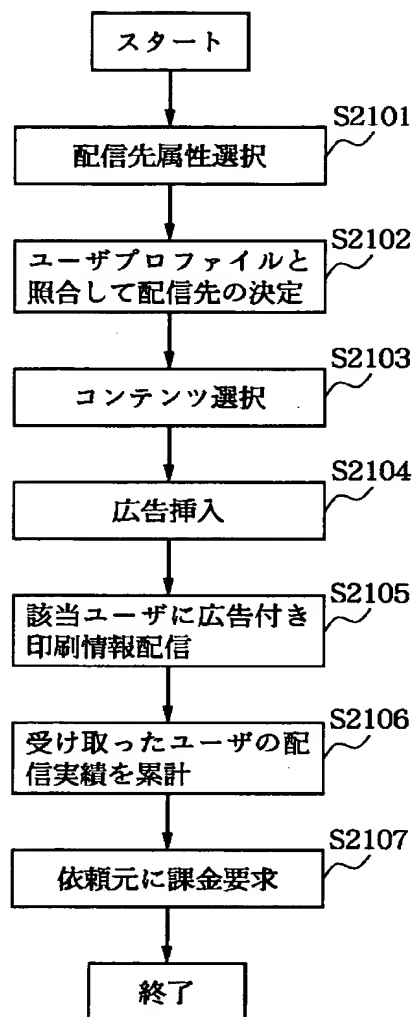 スタート
S2101
配信先属性選択
S2102
ユーザプロファイルと
照合して配信先の決定
S2103
コンテンツ選択
S2104
広告挿入
S2105
該当ユーザに広告付き
印刷情報配信
S2106
受け取ったユーザの配
信実績を累計
S2107
依頼元に課金要求
終了